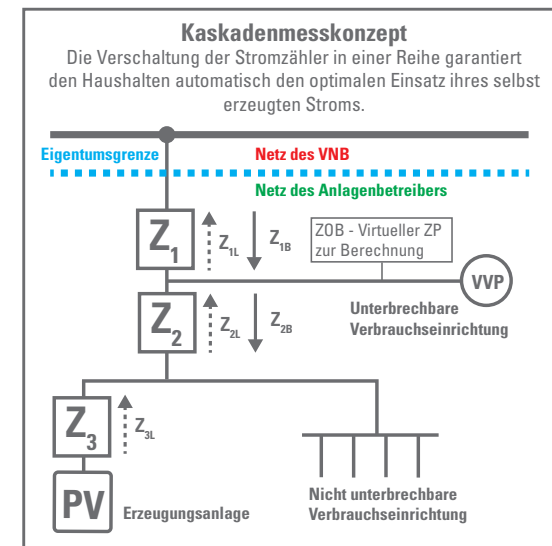 Kaskadenmesskonzept
Die Verschaltung der Stromzähler in einer Reihe garantiert
den Haushalten automatisch den optimalen Einsatz ihres selbst
erzeugten Stroms.
Eigentumsgrenze
Netz des VNB
Netz des Anlagenbetreibers
Z1
Z1L
Z1B
ZOB - Virtueller ZP
zur Berechnung
VVP
Unterbrechbare
Verbrauchseinrichtung
Z2
Z2L
Z2B
Z3
Z3L
PV
Erzeugungsanlage
Nicht unterbrechbare
Verbrauchseinrichtung